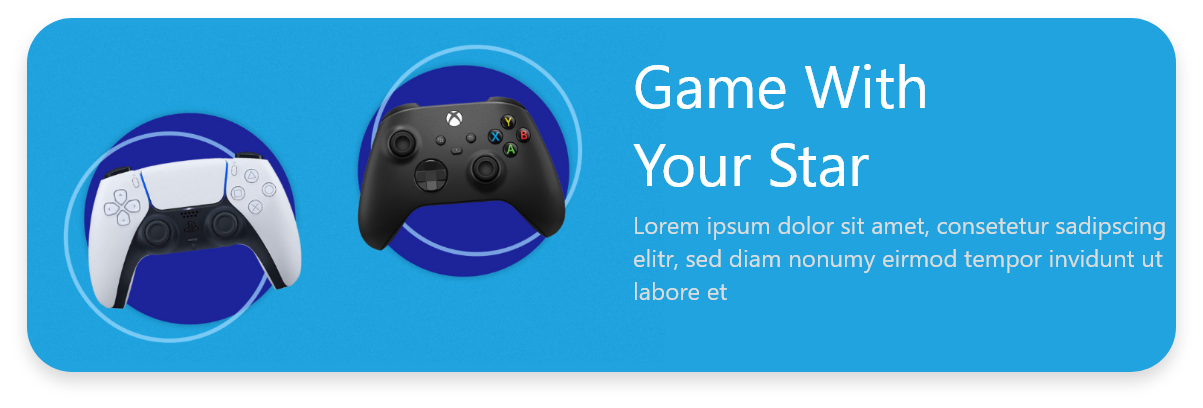 Game With
Your Star
Lorem ipsum dolor sit amet, consetetur sadipscing
elitr, sed diam nonumy eirmod tempor invidunt ut
labore et
Y
X B
A